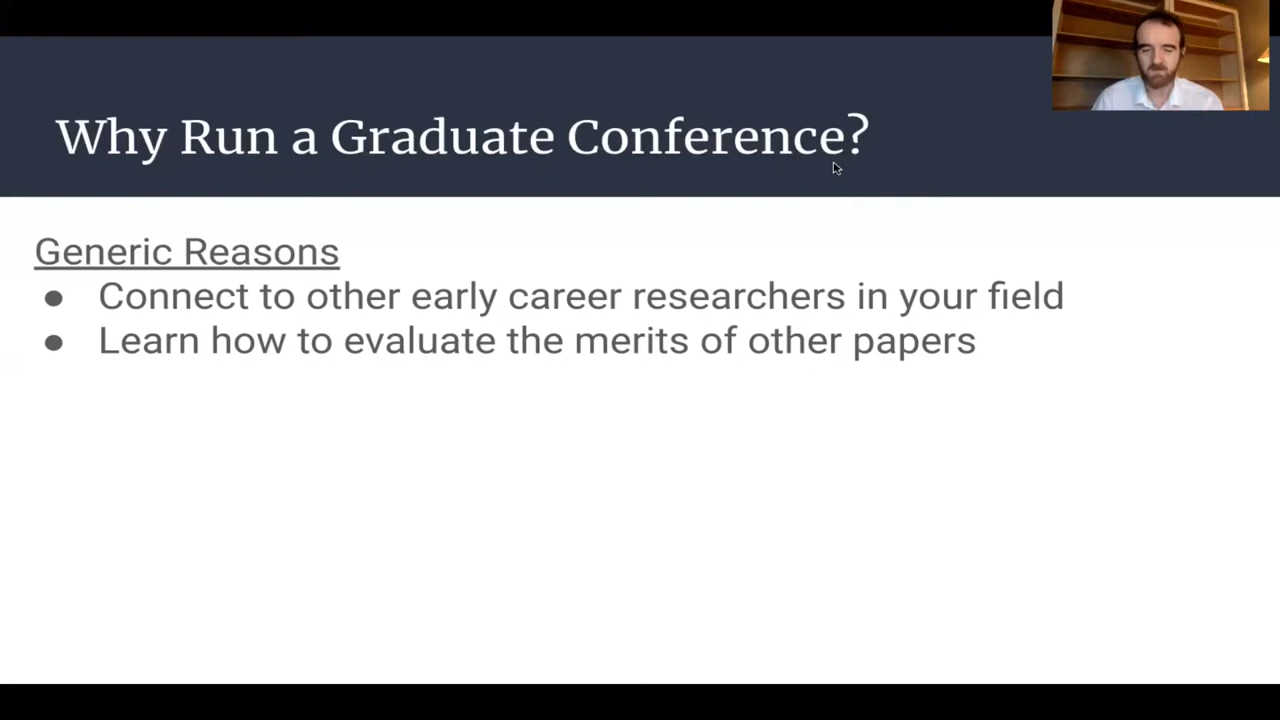 Why Run a Graduate Conference?
Generic Reasons
● Connect to other early career researchers in your field
● Learn how to evaluate the merits of other papers